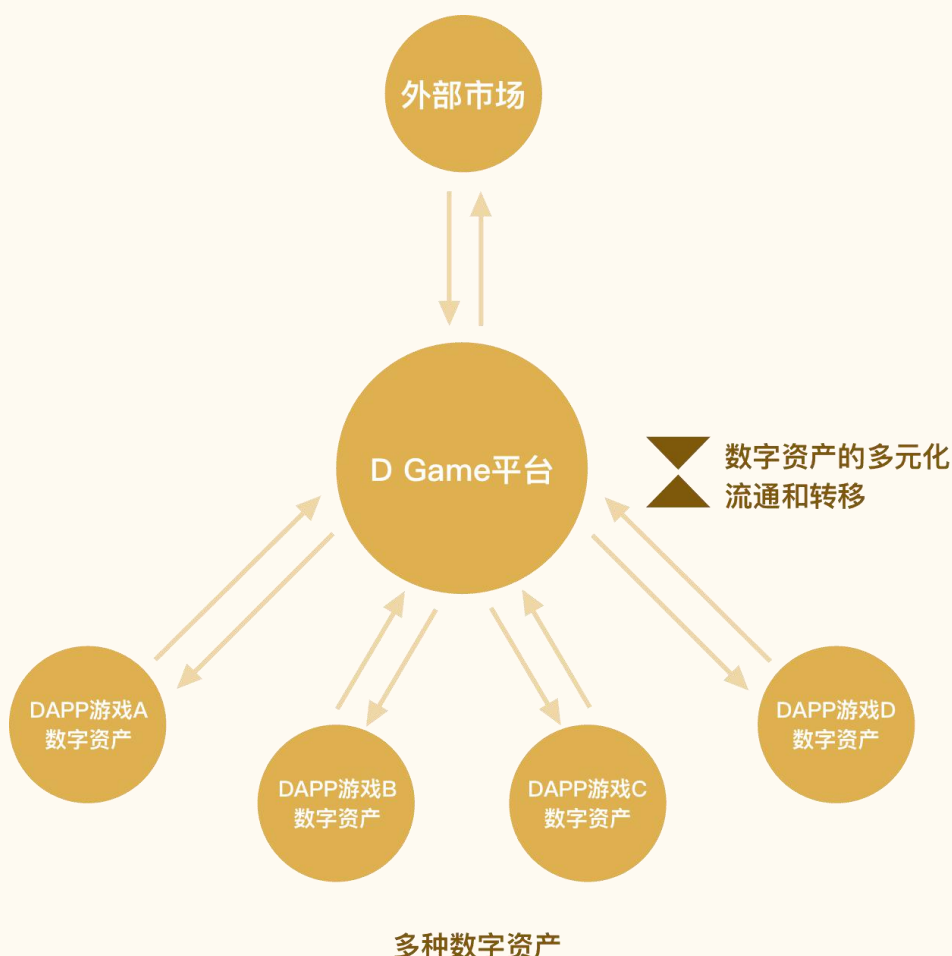 外部市场
D Game平台
数字资产的多元化
流通和转移
DAPP游戏A
数字资产
DAPP游戏B
数字资产
DAPP游戏C
数字资产
DAPP游戏D
数字资产
多种数字资产